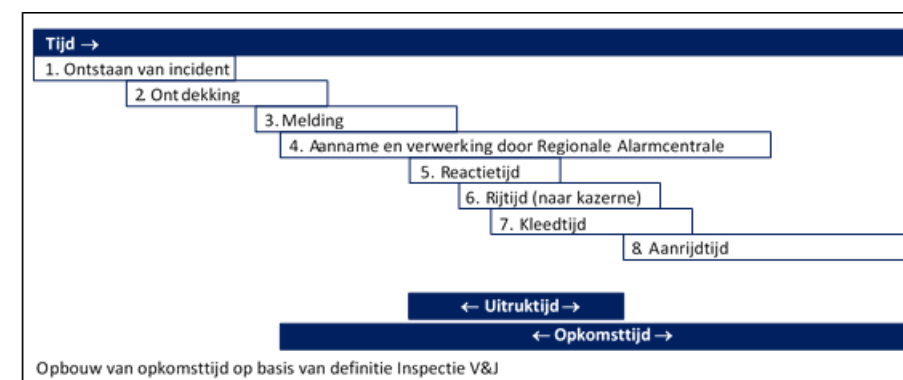 Tijd →
1. Ontstaan van incident
2. Ontdekking
3. Melding
4. Aanname en verwerking door Regionale Alarmcentrale
5. Reactietijd
6. Rijtijd (naar kazerne)
7. Kleedtijd
8. Aanrijdtijd
← Uitruktijd →
← Opkomsttijd →
Opbouw van opkomsttijd op basis van definitie Inspectie V&J